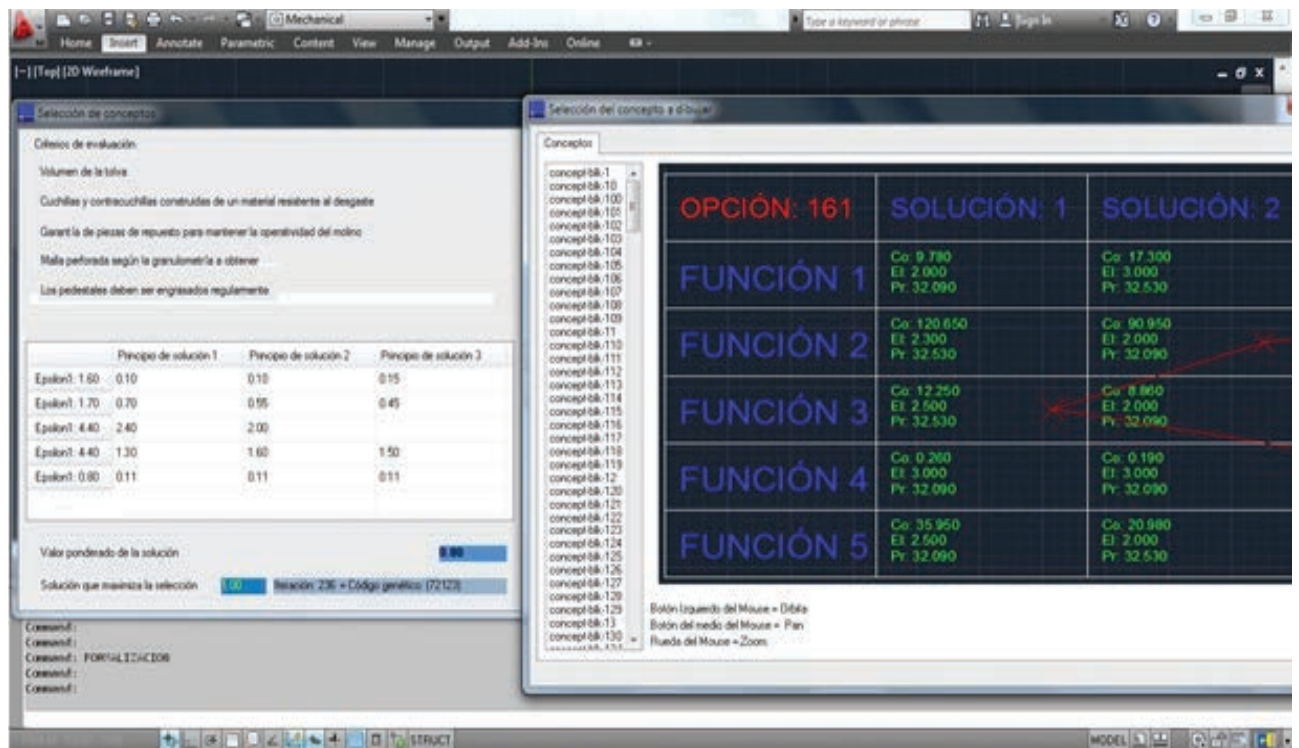 Mechanical
Type a keyword or phrase
Sign In
Home Insert Annotate Parametric Content View Manage Output Add-Ins Online
[-] [Top] [2D Wireframe]
Selección de conceptos
Criterios de evaluación
Volumen de la tolva
Cuchillas y contracuchillas construidas de un material resistente al desgaste
Garantía de piezas de repuesto para mantener la operatividad del molino
Malla perforada según la granulometría a obtener
Los pedestales deben ser engrasados regularmente
Principio de solución 1 Principio de solución 2 Principio de solución 3
Epsilon1: 1.60 0.10 0.10 0.15
Epsilon1: 1.70 0.70 0.95 0.45
Epsilon1: 4.40 2.40 2.00
Epsilon1: 4.40 1.30 1.60 1.50
Epsilon1: 0.80 0.11 0.11 0.11
Valor ponderado de la solución
Solución que maximiza la selección 1.00 Iteración: 236 + Código genético: (72123)
Command:
Command:
Command: FORMALIZACION
Command:
Command:
Selección del concepto a dibujar
Conceptos
concept-blk-1
concept-blk-10
concept-blk-100
concept-blk-101
concept-blk-102
concept-blk-103
concept-blk-104
concept-blk-105
concept-blk-106
concept-blk-107
concept-blk-108
concept-blk-109
concept-blk-11
concept-blk-110
concept-blk-111
concept-blk-112
concept-blk-113
concept-blk-114
concept-blk-115
concept-blk-116
concept-blk-117
concept-blk-118
concept-blk-119
concept-blk-12
concept-blk-120
concept-blk-121
concept-blk-122
concept-blk-123
concept-blk-124
concept-blk-125
concept-blk-126
concept-blk-127
concept-blk-128
concept-blk-129
concept-blk-13
concept-blk-130
OPCIÓN: 161 SOLUCIÓN: 1 SOLUCIÓN: 2
FUNCIÓN 1
Co: 9.780
El: 2.000
Pr: 32.090
Co: 17.300
El: 3.000
Pr: 32.530
FUNCIÓN 2
Co: 120.650
El: 2.300
Pr: 32.530
Co: 90.950
El: 2.000
Pr: 32.090
FUNCIÓN 3
Co: 12.250
El: 2.500
Pr: 32.530
Co: 8.860
El: 2.000
Pr: 32.090
FUNCIÓN 4
Co: 0.260
El: 3.000
Pr: 32.090
Co: 0.190
El: 3.000
Pr: 32.090
FUNCIÓN 5
Co: 35.950
El: 2.500
Pr: 32.090
Co: 20.980
El: 2.000
Pr: 32.530
Botón Izquierdo del Mouse = Orbita
Botón del medio del Mouse = Pan
Rueda del Mouse = Zoom
STRUCT
MODEL